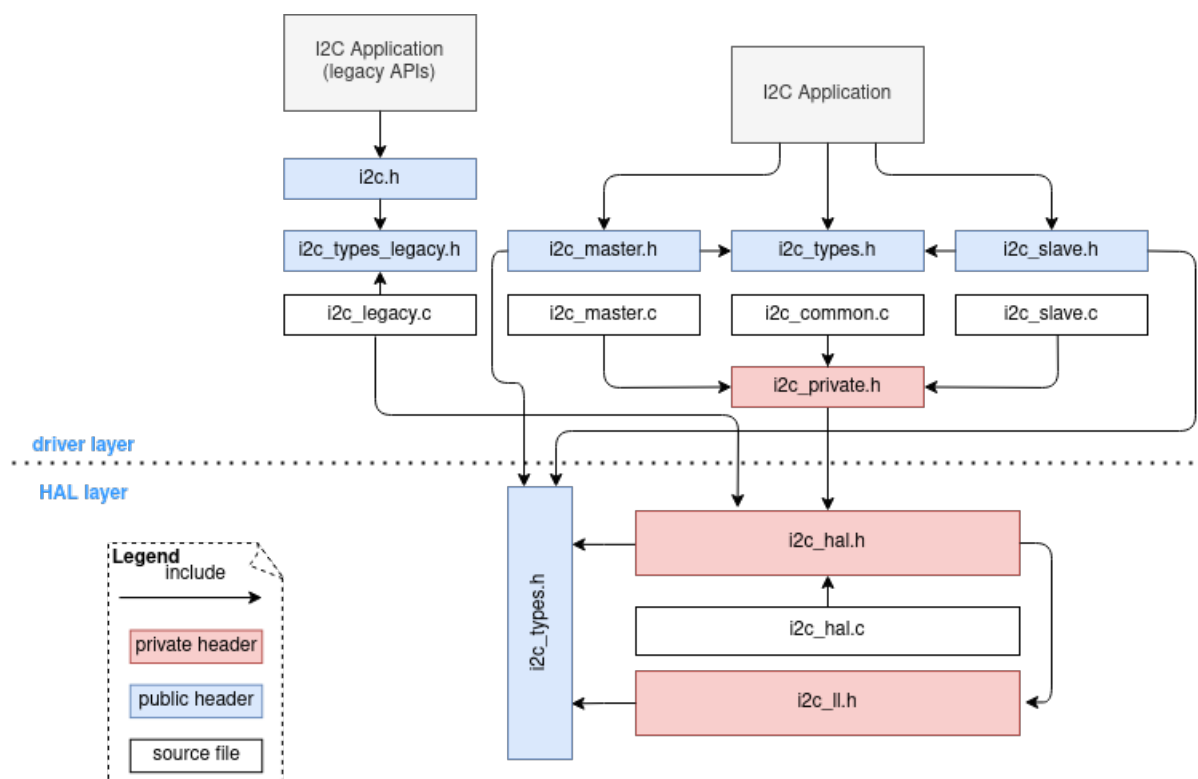 I2C Application
(legacy APIs)
I2C Application
i2c.h
i2c_types_legacy.h
i2c_master.h
i2c_types.h
i2c_slave.h
i2c_legacy.c
i2c_master.c
i2c_common.c
i2c_slave.c
i2c_private.h
driver layer
HAL layer
i2c_hal.h
Legend
include
i2c_types.h
i2c_hal.c
private header
i2c_ll.h
public header
source file